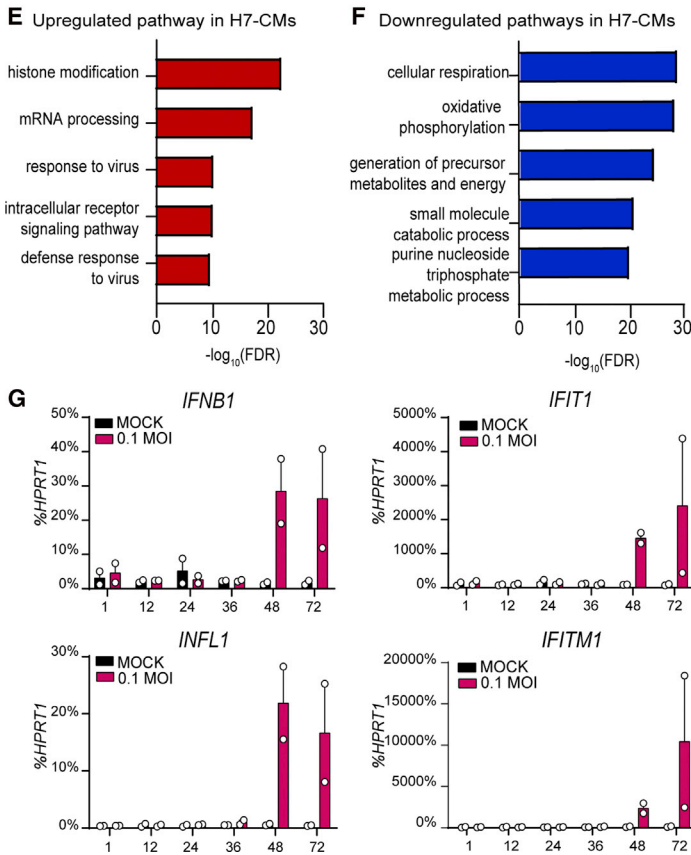 E Upregulated pathway in H7-CMs
histone modification
mRNA processing
response to virus
intracellular receptor
signaling pathway
defense response
to virus
0 10 20 30
-log10(FDR)
F Downregulated pathways in H7-CMs
cellular respiration
oxidative
phosphorylation
generation of precursor
metabolites and energy
small molecule
catabolic process
purine nucleoside
triphosphate
metabolic process
0 10 20 30
-log10(FDR)
G
IFNB1
MOCK
0.1 MOI
%HPRT1
50%
40%
30%
20%
10%
0%
1 12 24 36 48 72
IFIT1
MOCK
0.1 MOI
%HPRT1
5000%
4000%
3000%
2000%
1000%
0%
1 12 24 36 48 72
INFL1
MOCK
0.1 MOI
%HPRT1
30%
20%
10%
0%
1 12 24 36 48 72
IFITM1
MOCK
0.1 MOI
%HPRT1
20000%
15000%
10000%
5000%
0%
1 12 24 36 48 72